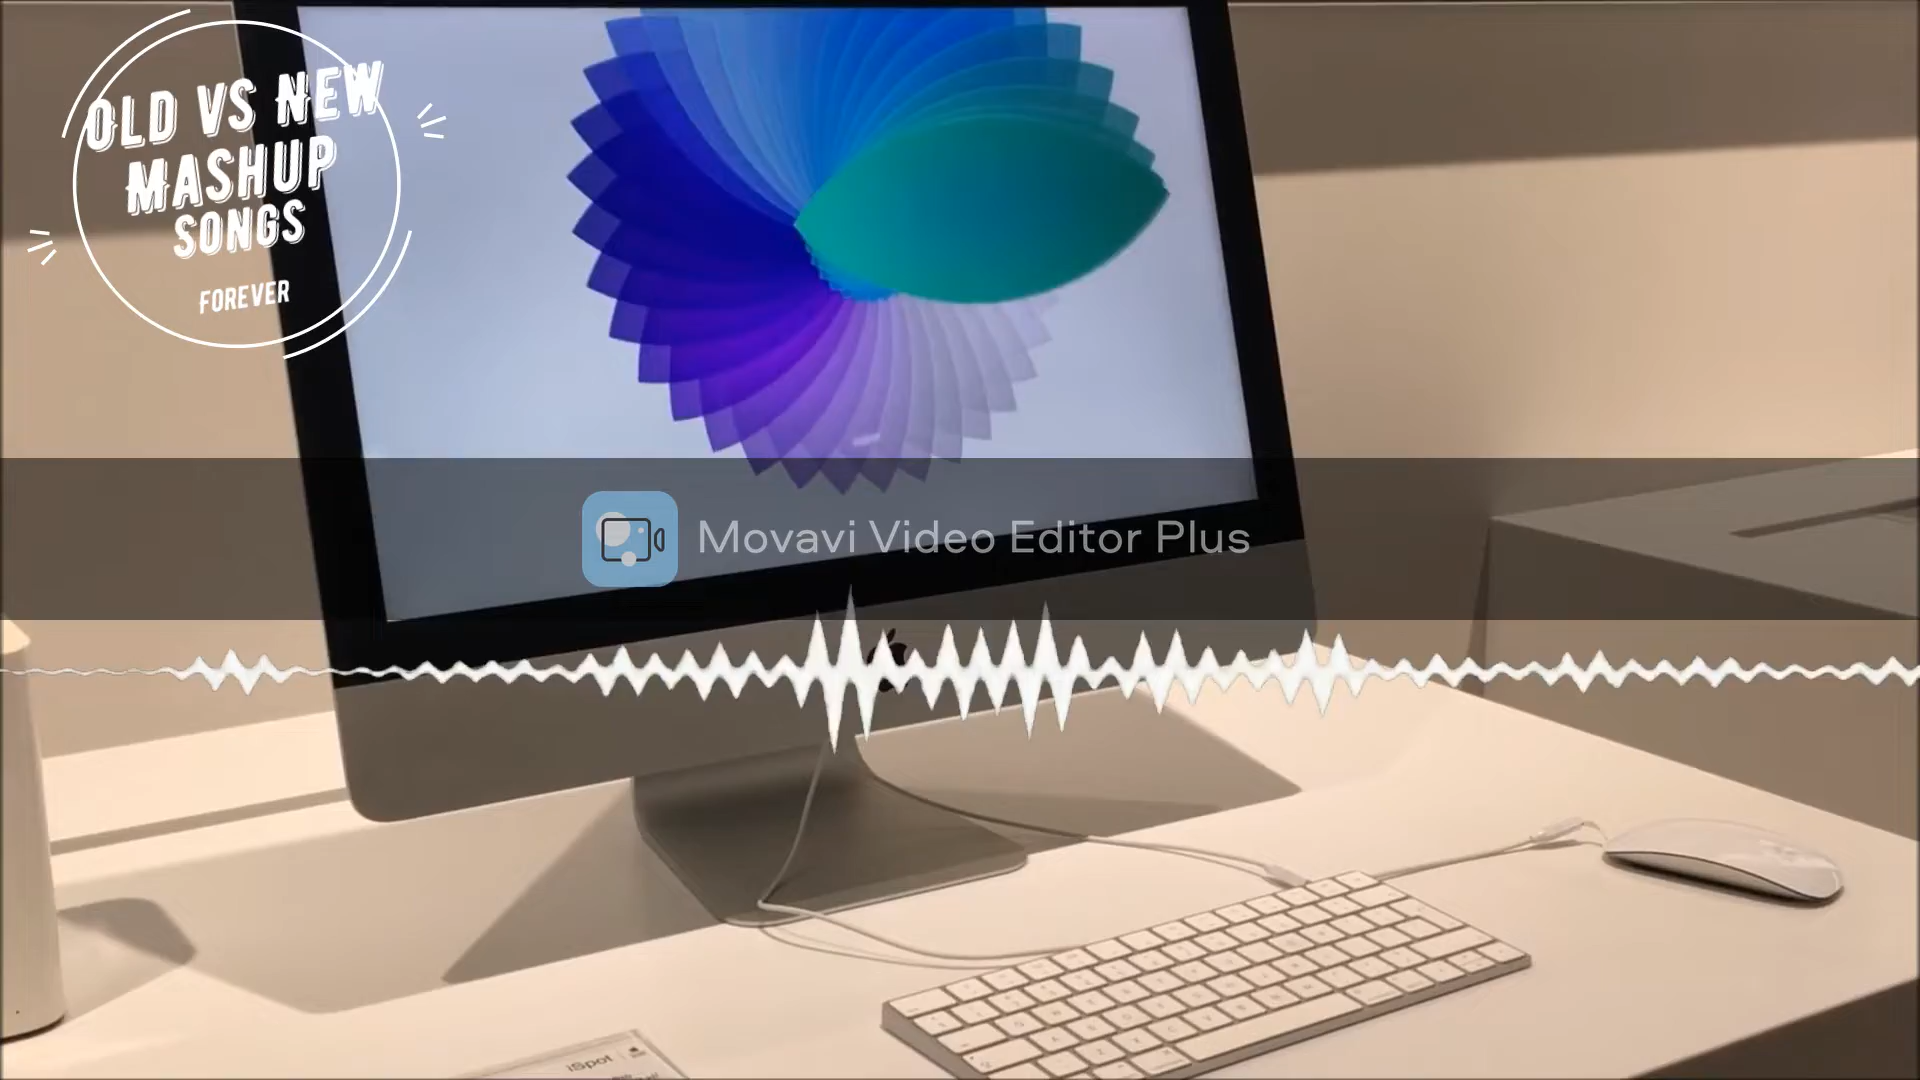 OLD VS NEW
MASHUP
SONGS
FOREVER
Movavi Video Editor Plus
iSpot